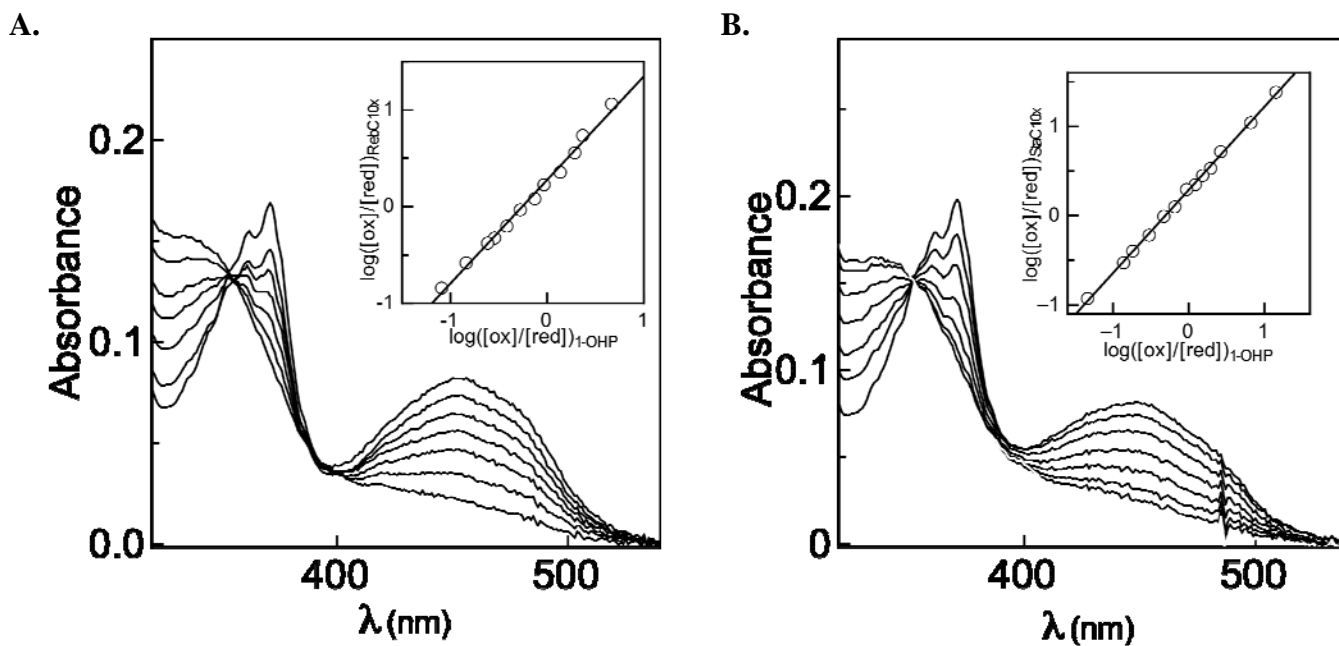 A.
0.2
0.1
0.0
Absorbance
400
500
λ (nm)
1
0
-1
log([ox]/[red])RebC10x
-1
0
1
log([ox]/[red])1-OHP
B.
0.2
0.1
0
Absorbance
400
500
λ (nm)
1
0
−1
log([ox]/[red])StaC10x
−1
0
1
log([ox]/[red])1-OHP